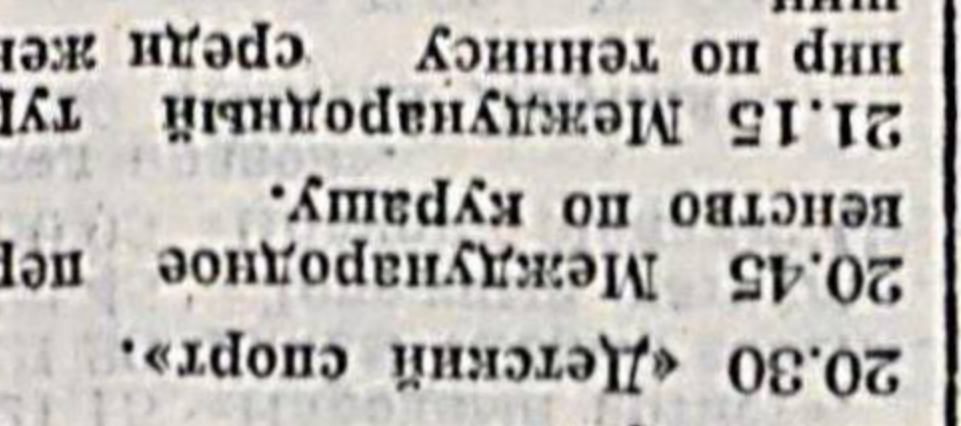 20.30 «Детский спорт».
20.45 Международное пер
венство по курашу.
21.15 Международный тур
нир по теннису среди жен
щин